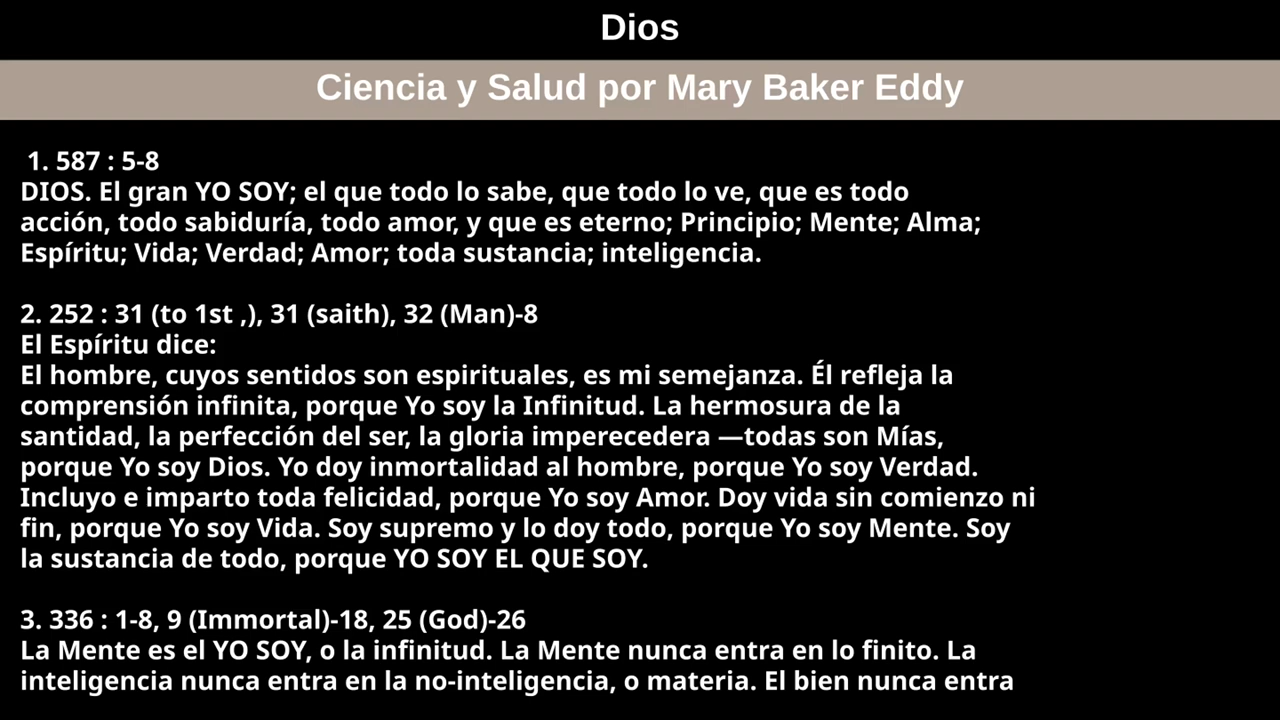 Dios
Ciencia y Salud por Mary Baker Eddy
1. 587 : 5-8
DIOS. El gran YO SOY; el que todo lo sabe, que todo lo ve, que es todo
acción, todo sabiduría, todo amor, y que es eterno; Principio; Mente; Alma;
Espíritu; Vida; Verdad; Amor; toda sustancia; inteligencia.
2. 252 : 31 (to 1st ,), 31 (saith), 32 (Man)-8
El Espíritu dice:
El hombre, cuyos sentidos son espirituales, es mi semejanza. Él refleja la
comprensión infinita, porque Yo soy la Infinitud. La hermosura de la
santidad, la perfección del ser, la gloria imperecedera —todas son Mías,
porque Yo soy Dios. Yo doy inmortalidad al hombre, porque Yo soy Verdad.
Incluyo e imparto toda felicidad, porque Yo soy Amor. Doy vida sin comienzo ni
fin, porque Yo soy Vida. Soy supremo y lo doy todo, porque Yo soy Mente. Soy
la sustancia de todo, porque YO SOY EL QUE SOY.
3. 336 : 1-8, 9 (Immortal)-18, 25 (God)-26
La Mente es el YO SOY, o la infinitud. La Mente nunca entra en lo finito. La
inteligencia nunca entra en la no-inteligencia, o materia. El bien nunca entra